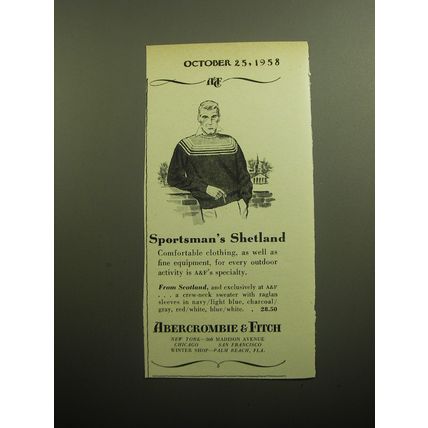 OCTOBER 25, 1958
A&F
Sportsman's Shetland
Comfortable clothing, as well as
fine equipment, for every outdoor
activity is A&F's specialty.
From Scotland, and exclusively at A&F
. . . a crew-neck sweater with raglan
sleeves in navy/light blue, charcoal/
gray, red/white, blue/white. . 28.50
ABERCROMBIE & FITCH
NEW YORK—360 MADISON AVENUE
CHICAGO SAN FRANCISCO
WINTER SHOP—PALM BEACH, FLA.